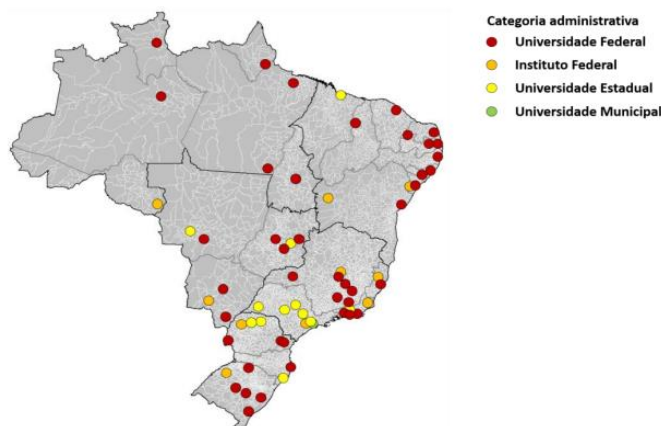 Categoria administrativa
Universidade Federal
Instituto Federal
Universidade Estadual
Universidade Municipal